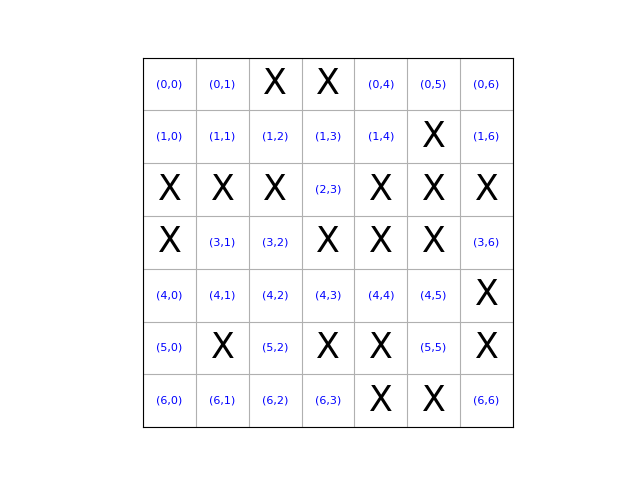 (0,0) (0,1) X X (0,4) (0,5) (0,6)
(1,0) (1,1) (1,2) (1,3) (1,4) X (1,6)
X X X (2,3) X X X
X (3,1) (3,2) X X X (3,6)
(4,0) (4,1) (4,2) (4,3) (4,4) (4,5) X
(5,0) X (5,2) X X (5,5) X
(6,0) (6,1) (6,2) (6,3) X X (6,6)